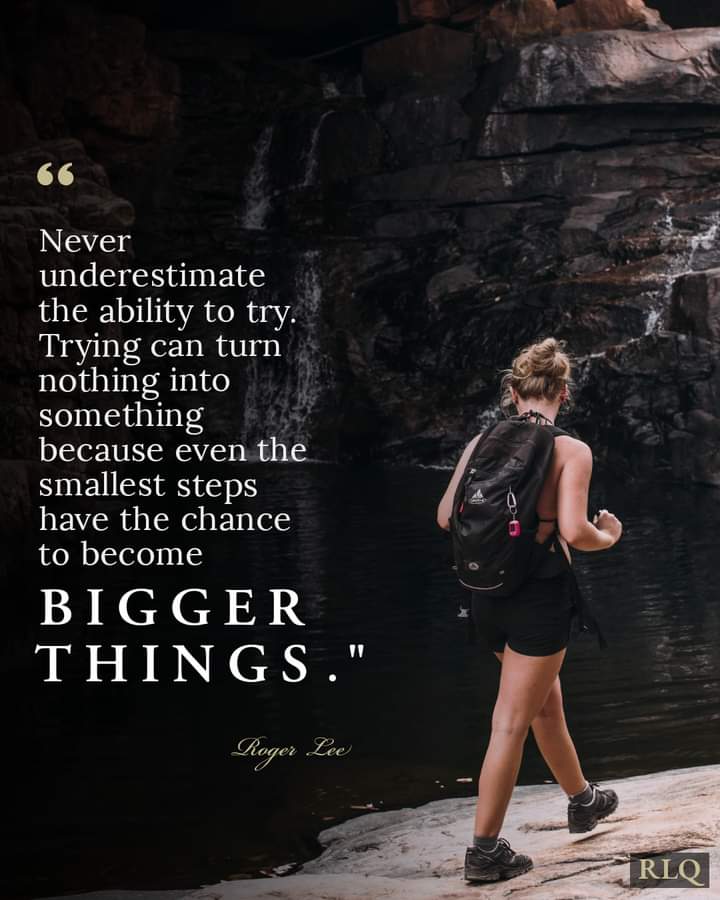 “
Never
underestimate
the ability to try.
Trying can turn
nothing into
something
because even the
smallest steps
have the chance
to become
BIGGER
THINGS."
Roger Lee
RLQ